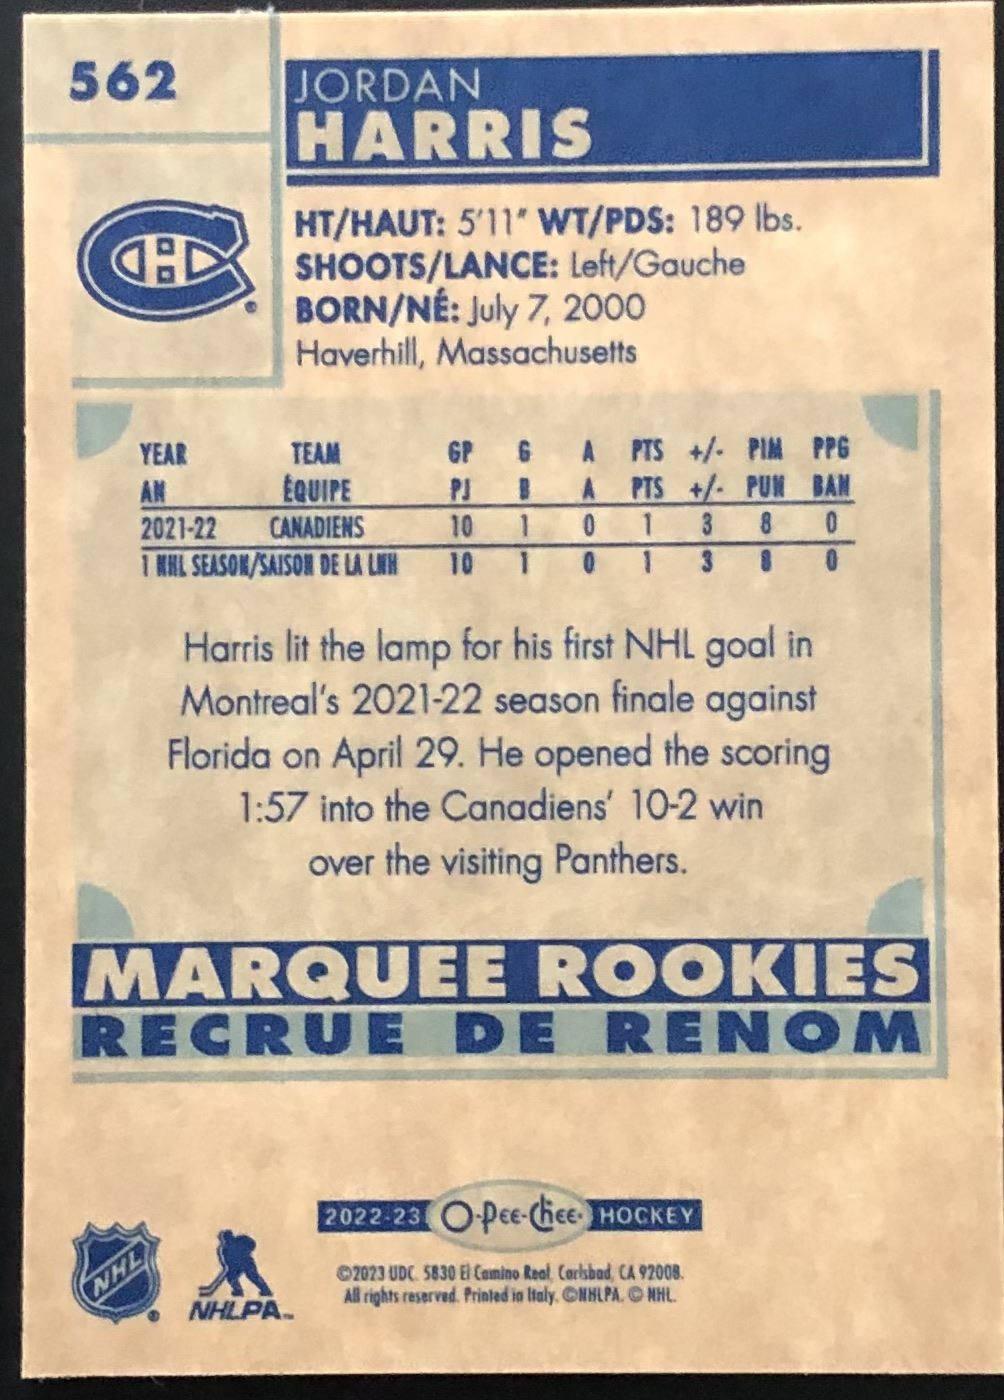 562
JORDAN
HARRIS
HT/HAUT: 5'11" WT/PDS: 189 lbs.
SHOOTS/LANCE: Left/Gauche
BORN/NÉ: July 7, 2000
Haverhill, Massachusetts
YEAR TEAM GP G A PTS +/- PIM PPG
AN ÉQUIPE PJ B A PTS +/- PUN BAN
2021-22 CANADIENS 10 1 0 1 3 8 0
1 NHL SEASON/SAISON DE LA LNH 10 1 0 1 3 8 0
Harris lit the lamp for his first NHL goal in
Montreal's 2021-22 season finale against
Florida on April 29. He opened the scoring
1:57 into the Canadiens' 10-2 win
over the visiting Panthers.
MARQUEE ROOKIES
RECRUE DE RENOM
2022-23 O-Pee-Chee HOCKEY
©2023 UDC. 5830 El Camino Real, Carlsbad, CA 92008.
All rights reserved. Printed in Italy. ©NHLPA. © NHL.
NHL
NHLPA™